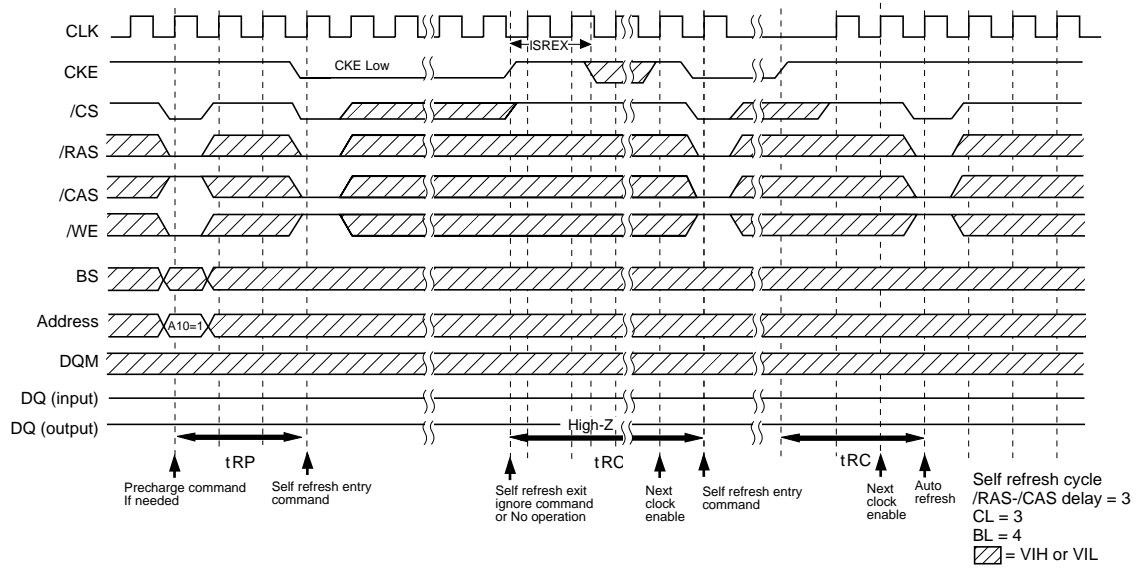 CLK
lSREX
CKE
CKE Low
/CS
/RAS
/CAS
/WE
BS
Address
A10=1
DQM
DQ (input)
DQ (output)
High-Z
tRP
tRC
tRC
Precharge command
If needed
Self refresh entry
command
Self refresh exit
ignore command
or No operation
Next
clock
enable
Self refresh entry
command
Next
clock
enable
Auto
refresh
Self refresh cycle
/RAS-/CAS delay = 3
CL = 3
BL = 4
= VIH or VIL